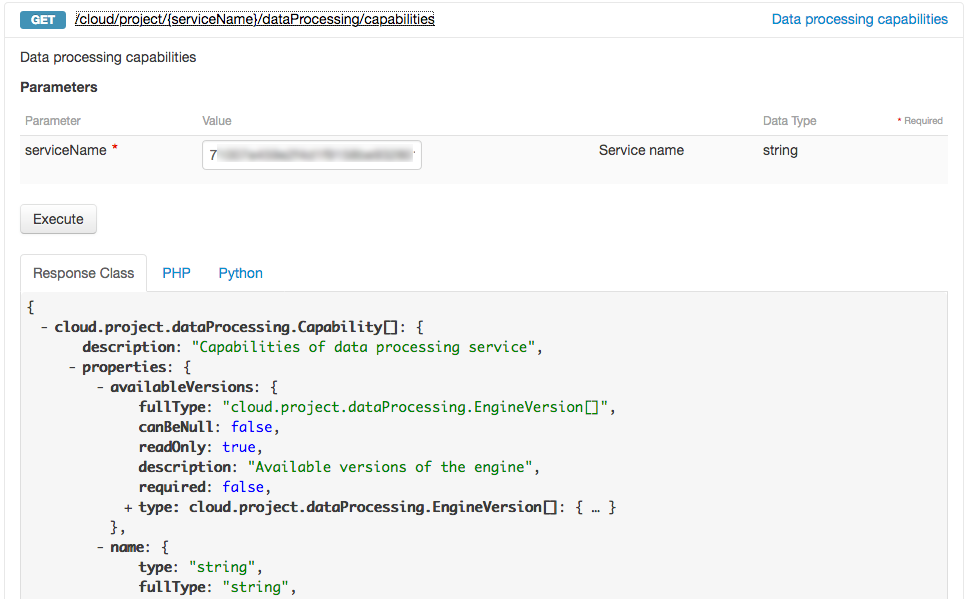 GET /cloud/project/{serviceName}/dataProcessing/capabilities Data processing capabilities
Data processing capabilities
Parameters
Parameter Value Data Type * Required
serviceName * 7 Service name string
Execute
Response Class PHP Python
{
- cloud.project.dataProcessing.Capability[]: {
description: "Capabilities of data processing service",
- properties: {
- availableVersions: {
fullType: "cloud.project.dataProcessing.EngineVersion[]",
canBeNull: false,
readOnly: true,
description: "Available versions of the engine",
required: false,
+ type: cloud.project.dataProcessing.EngineVersion[]: { … }
},
- name: {
type: "string",
fullType: "string",